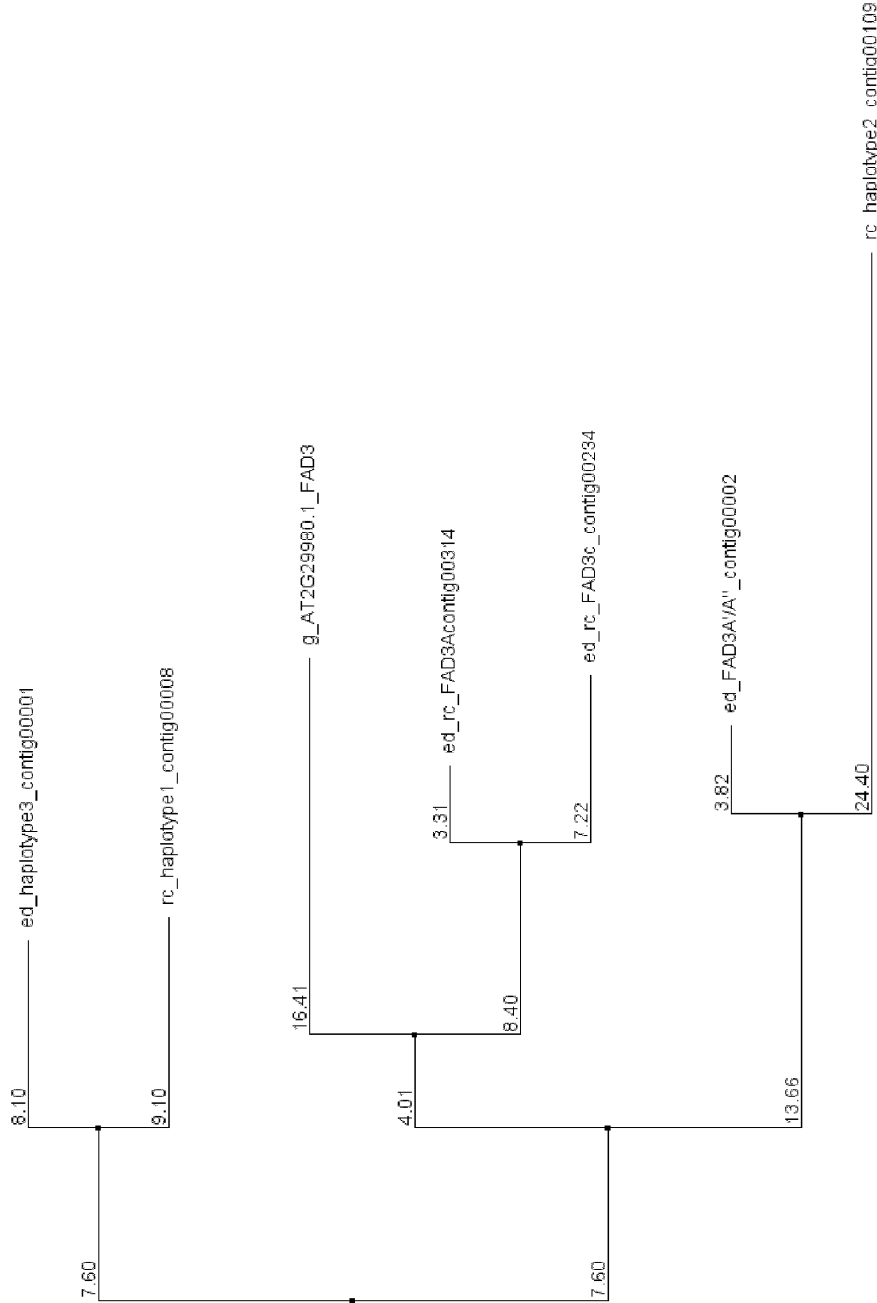 ed_haplotype3_contig00001
8.10
rc_haplotype1_contig00008
9.10
7.60
g_AT2G29980.1_FAD3
16.41
ed_rc_FAD3Acontig00314
3.31
ed_rc_FAD3c_contig00234
7.22
8.40
4.01
ed_FAD3A'/A"_contig00002
3.82
rc_haplotype2_contig00109
24.40
13.66
7.60